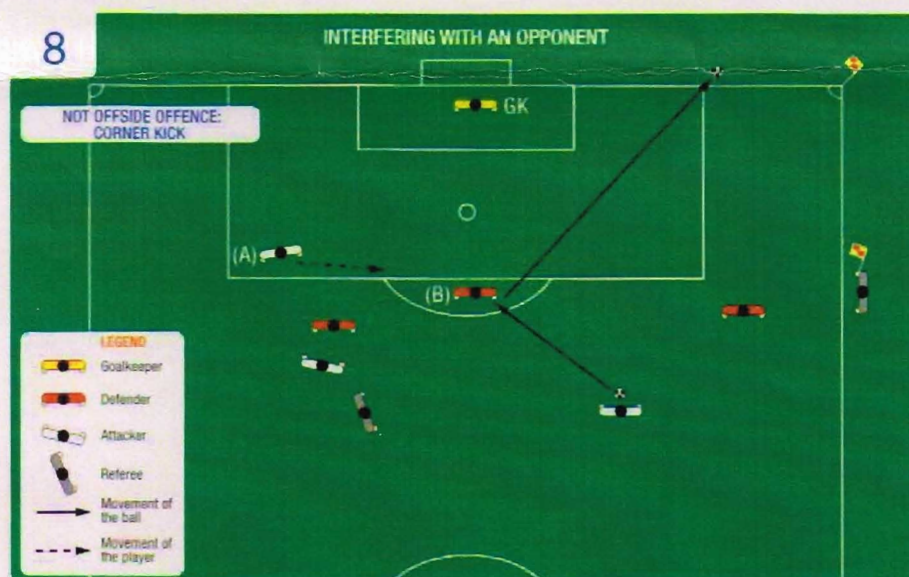 8
INTERFERING WITH AN OPPONENT
NOT OFFSIDE OFFENCE:
CORNER KICK
GK
(A)
(B)
LEGEND
Goalkeeper
Defender
Attacker
Referee
Movement of
the ball
Movement of
the player